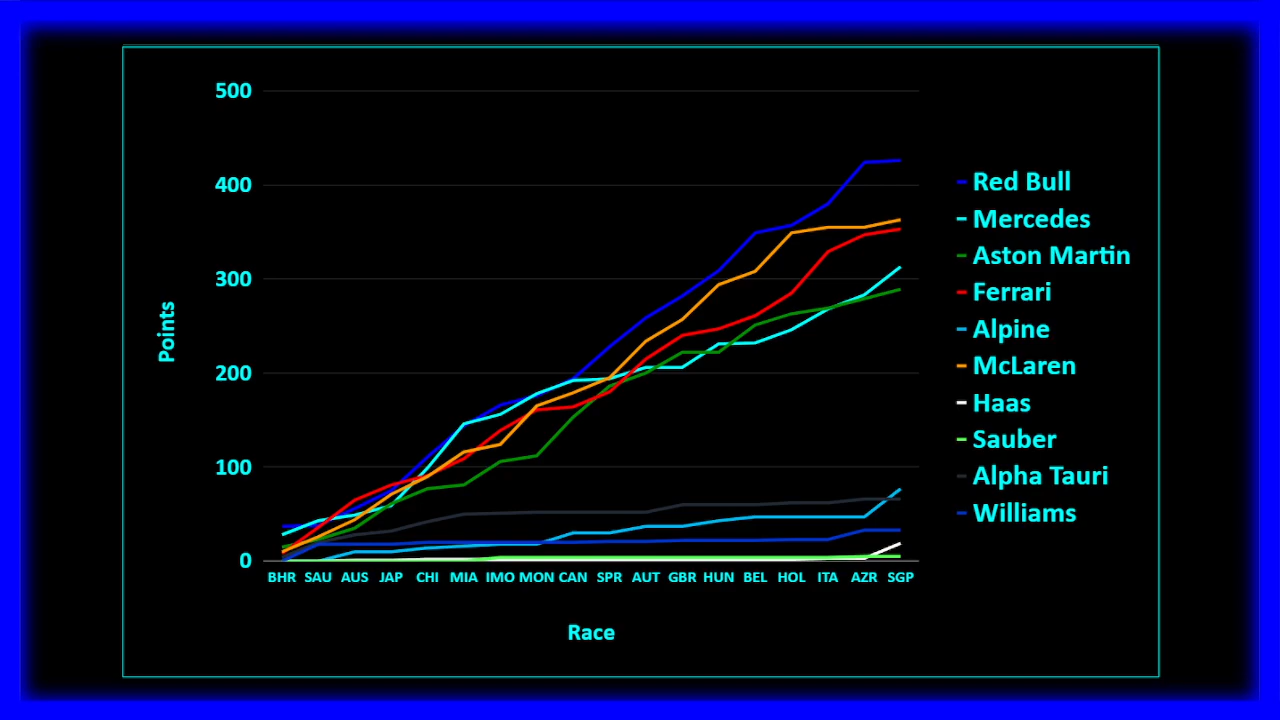 500
400
300
200
100
0
Points
BHR SAU AUS JAP CHI MIA IMO MON CAN SPR AUT GBR HUN BEL HOL ITA AZR SGP
Race
Red Bull
Mercedes
Aston Martin
Ferrari
Alpine
McLaren
Haas
Sauber
Alpha Tauri
Williams